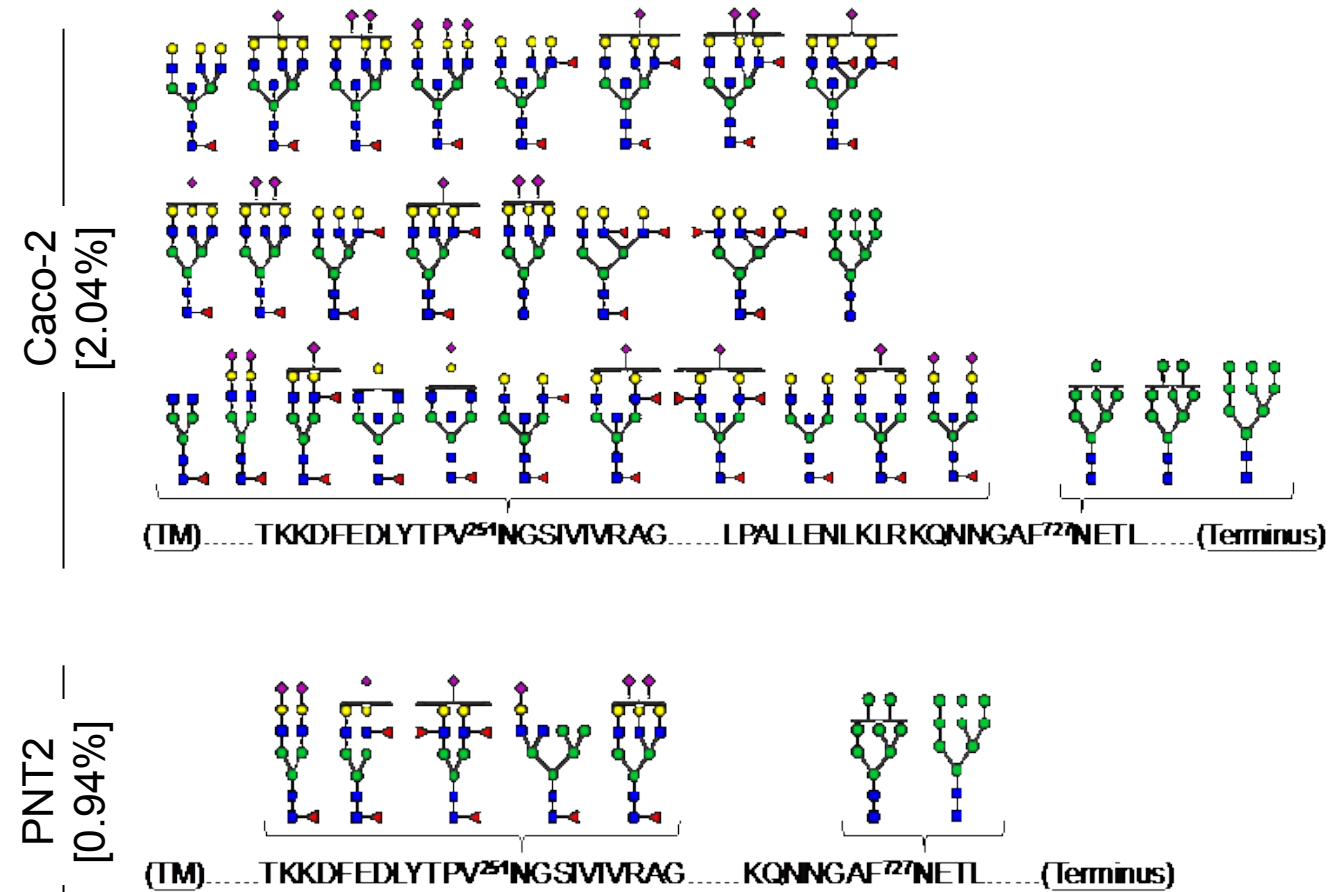 Caco-2
[2.04%]
(TM)......TKKDFEDLYTPV²⁵¹NGSIVIVRAG......LPALLENLKLRKQNNGAF⁷²⁷NETL......(Terminus)
PNT2
[0.94%]
(TM)......TKKDFEDLYTPV²⁵¹NGSIVIVRAG......KQNNGAF⁷²⁷NETL......(Terminus)